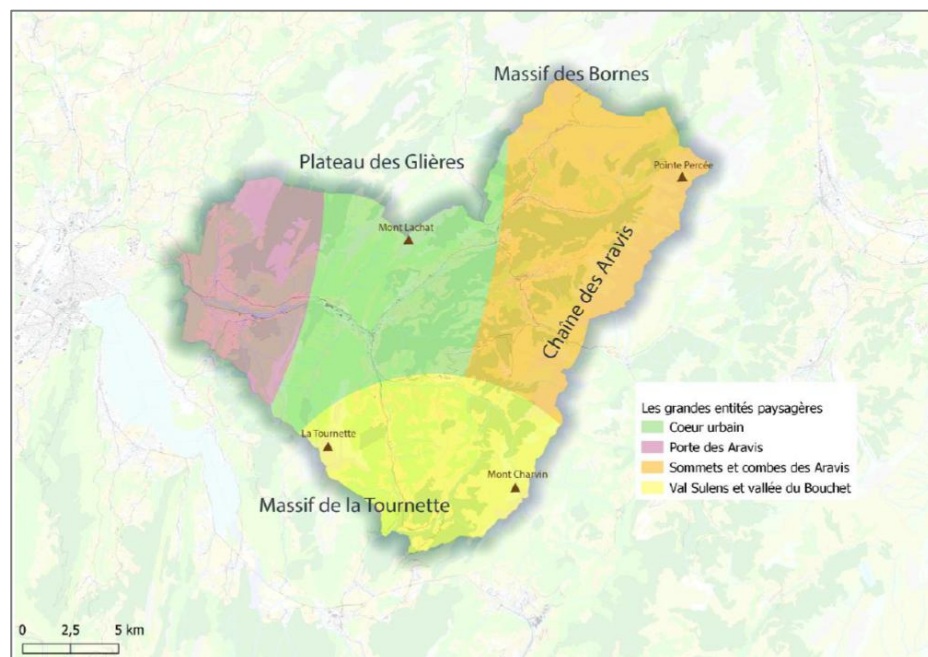 Massif des Bornes
Plateau des Glières
Pointe Percée
Mont Lachat
Chaîne des Aravis
Les grandes entités paysagères
Coeur urbain
Porte des Aravis
Sommets et combes des Aravis
Val Sulens et vallée du Bouchet
La Tournette
Mont Charvin
Massif de la Tournette
0 2,5 5 km